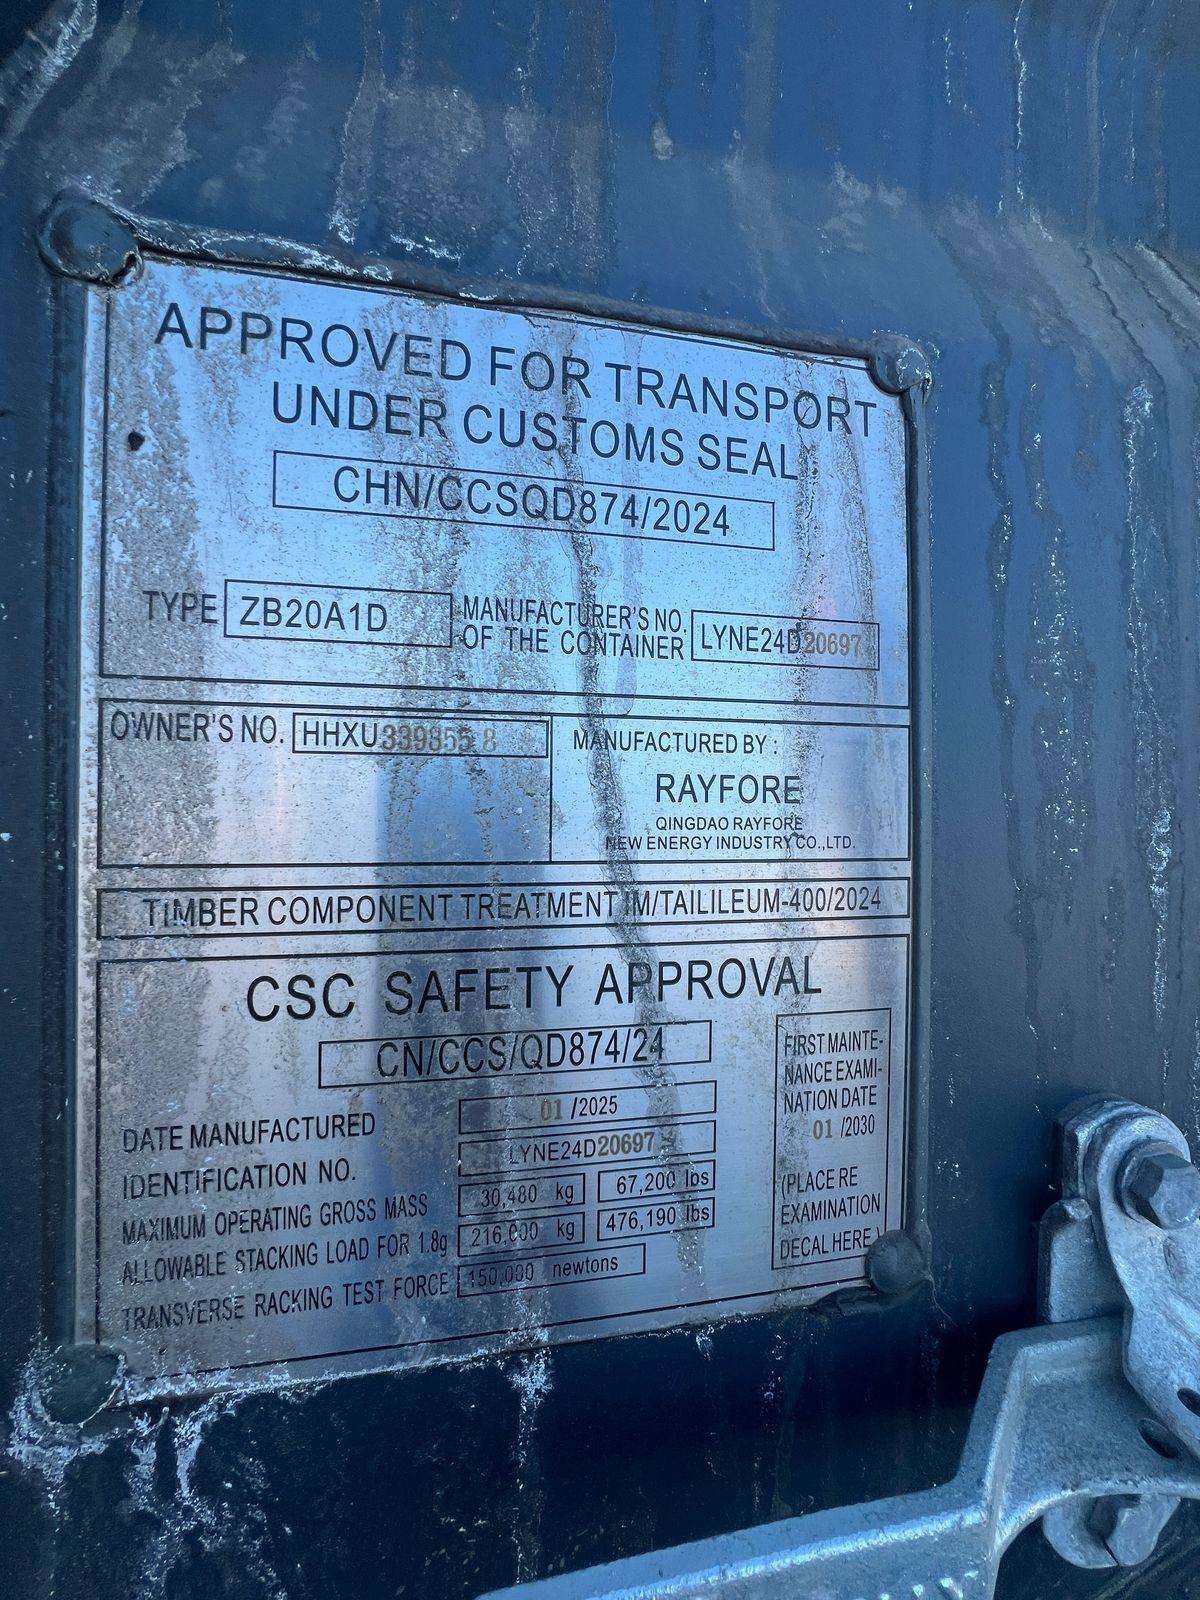 APPROVED FOR TRANSPORT
UNDER CUSTOMS SEAL
CHN/CCSQD874/2024
TYPE ZB20A1D
MANUFACTURER'S NO.
OF THE CONTAINER
LYNE24D20697
OWNER'S NO. HHXU339855 8
MANUFACTURED BY :
RAYFORE
QINGDAO RAYFORE
NEW ENERGY INDUSTRY CO.,LTD.
TIMBER COMPONENT TREATMENT IM/TAILILEUM-400/2024
CSC SAFETY APPROVAL
CN/CCS/QD874/24
DATE MANUFACTURED 01 /2025
IDENTIFICATION NO. LYNE24D20697
MAXIMUM OPERATING GROSS MASS 30,480 kg 67,200 lbs
ALLOWABLE STACKING LOAD FOR 1.8g 216,000 kg 476,190 lbs
TRANSVERSE RACKING TEST FORCE 150,000 newtons
FIRST MAINTE-
NANCE EXAMI-
NATION DATE
01 /2030
(PLACE RE
EXAMINATION
DECAL HERE )